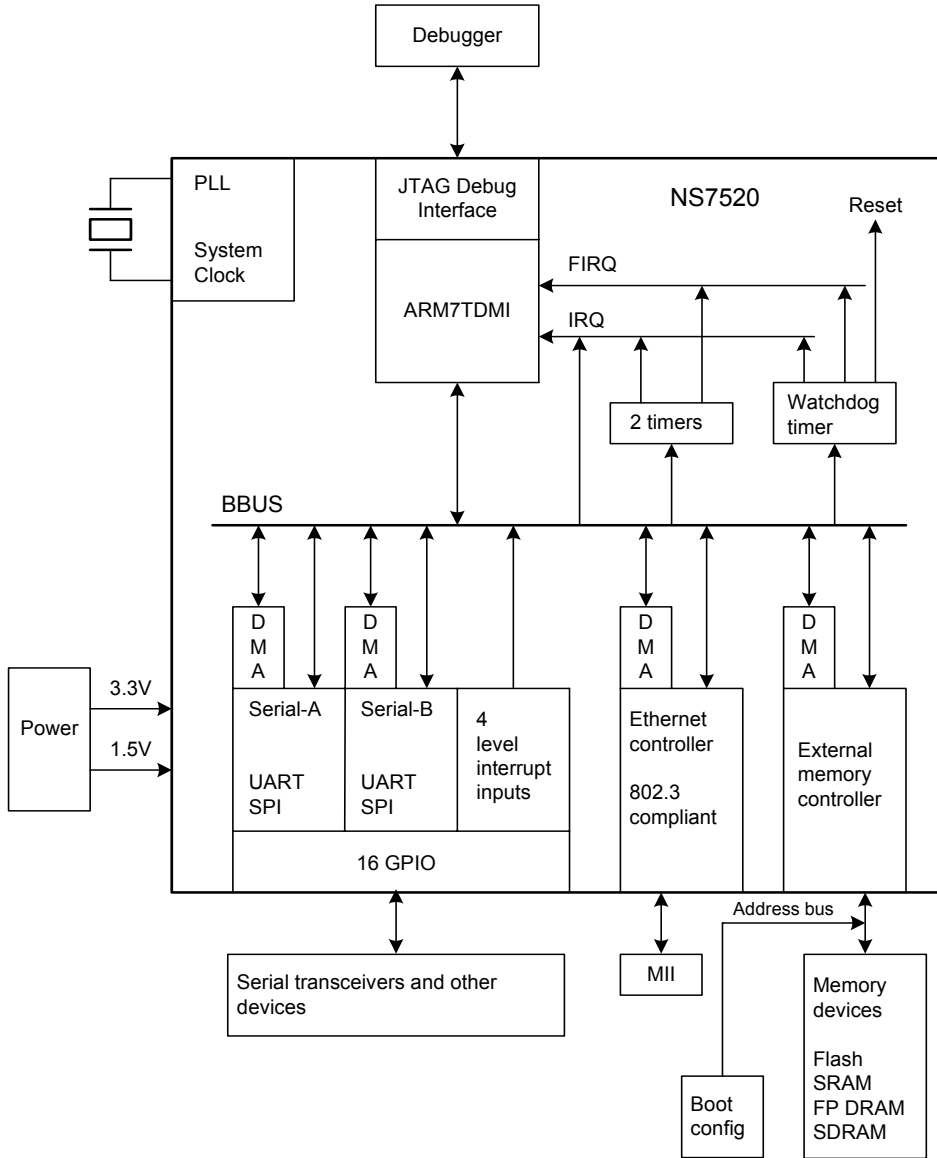 Debugger
PLL
System
Clock
JTAG Debug
Interface
NS7520
Reset
FIRQ
ARM7TDMI
IRQ
2 timers
Watchdog
timer
BBUS
D
M
A
D
M
A
D
M
A
D
M
A
Power
3.3V
1.5V
Serial-A
UART
SPI
Serial-B
UART
SPI
4
level
interrupt
inputs
Ethernet
controller
802.3
compliant
External
memory
controller
16 GPIO
Address bus
Serial transceivers and other
devices
MII
Memory
devices
Flash
SRAM
FP DRAM
SDRAM
Boot
config